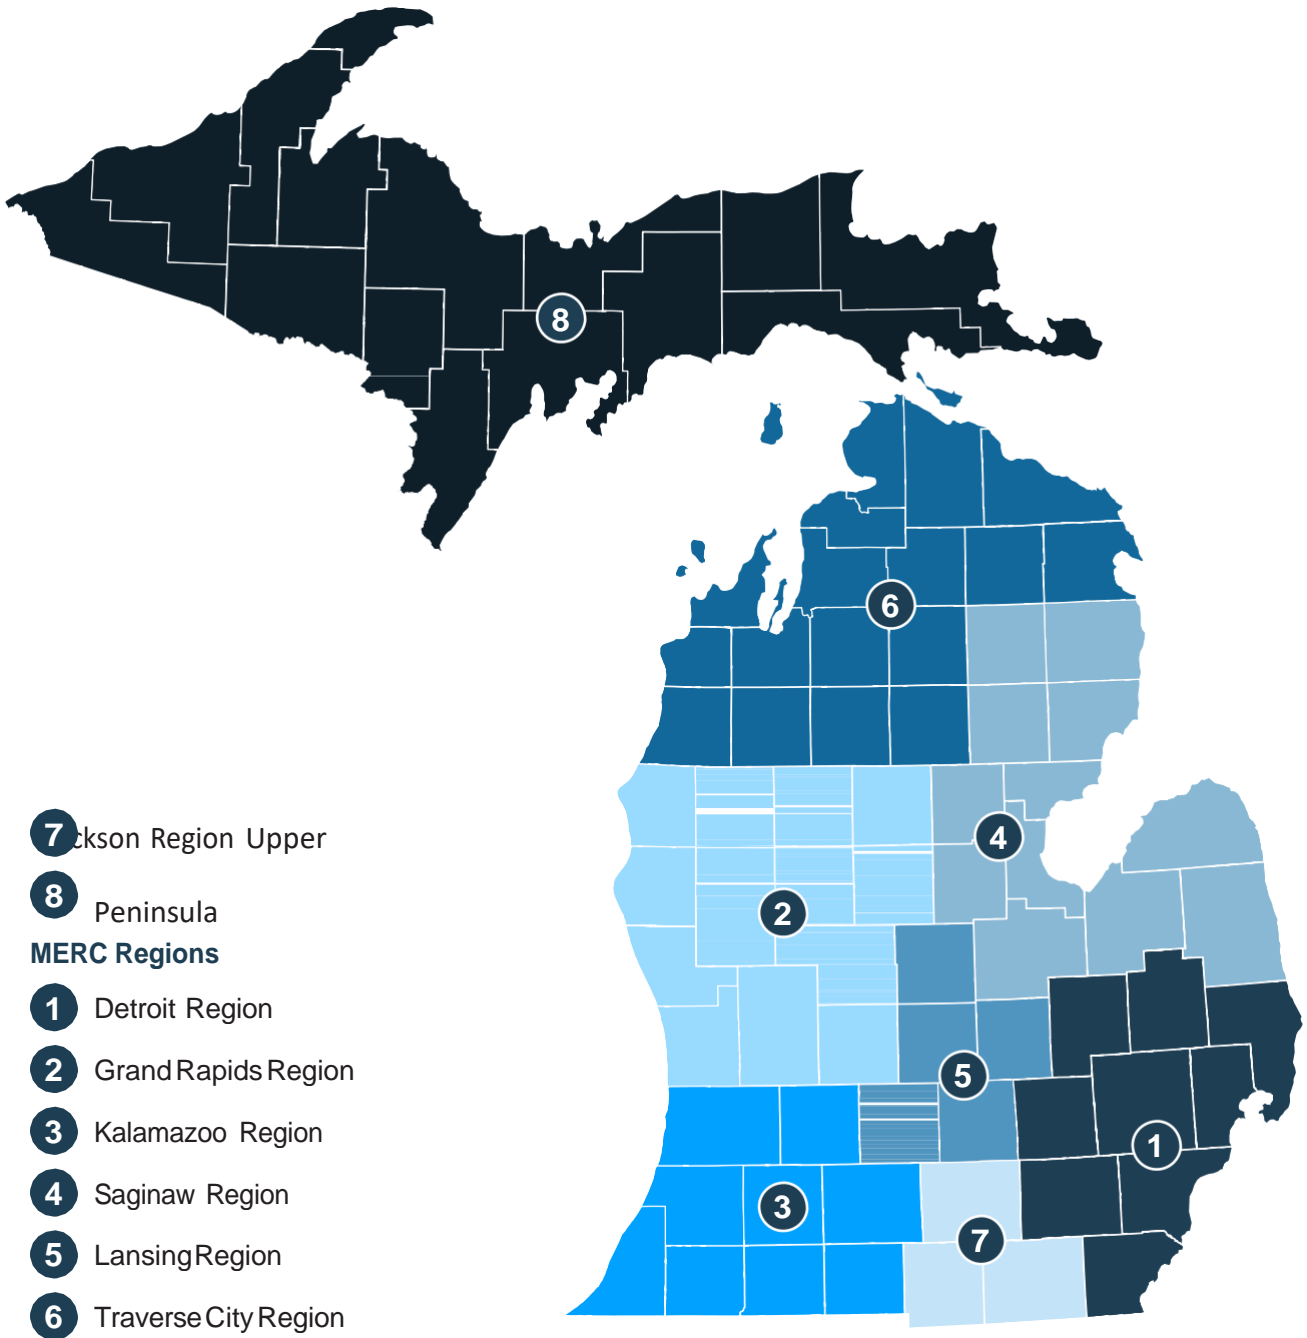 8
6
4
2
5
1
3
7
7 ckson Region Upper
8 Peninsula
MERC Regions
1 Detroit Region
2 Grand Rapids Region
3 Kalamazoo Region
4 Saginaw Region
5 Lansing Region
6 Traverse City Region